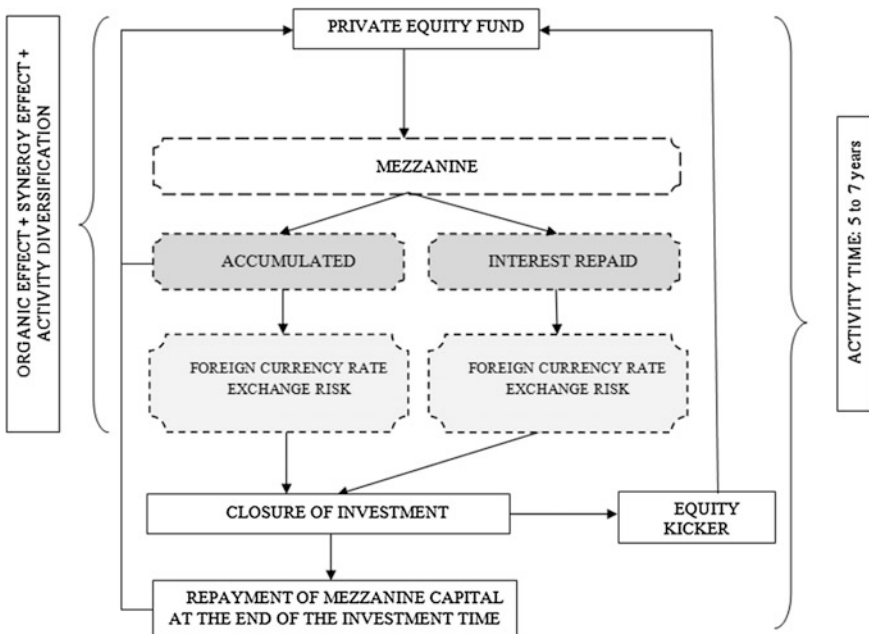 PRIVATE EQUITY FUND
ORGANIC EFFECT + SYNERGY EFFECT +
ACTIVITY DIVERSIFICATION
MEZZANINE
ACCUMULATED
INTEREST REPAID
FOREIGN CURRENCY RATE
EXCHANGE RISK
FOREIGN CURRENCY RATE
EXCHANGE RISK
ACTIVITY TIME: 5 to 7 years
CLOSURE OF INVESTMENT
EQUITY
KICKER
REPAYMENT OF MEZZANINE CAPITAL
AT THE END OF THE INVESTMENT TIME